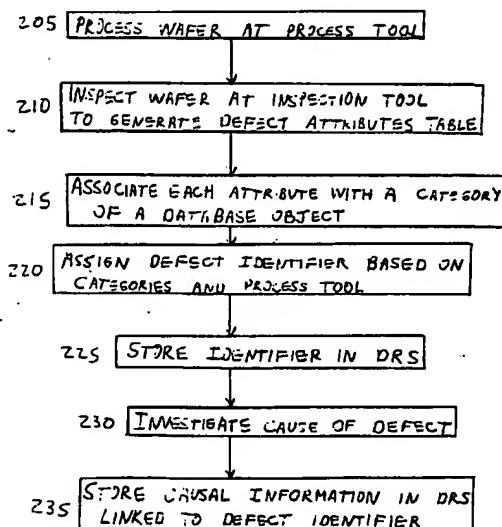 205 PROCESS WAFER AT PROCESS TOOL
210 INSPECT WAFER AT INSPECTION TOOL
TO GENERATE DEFECT ATTRIBUTES TABLE
215 ASSOCIATE EACH ATTRIBUTE WITH A CATEGORY
OF A DATABASE OBJECT
220 ASSIGN DEFECT IDENTIFIER BASED ON
CATEGORIES AND PROCESS TOOL
225 STORE IDENTIFIER IN DRS
230 INVESTIGATE CAUSE OF DEFECT
235 STORE CAUSAL INFORMATION IN DRS
LINKED TO DEFECT IDENTIFIER